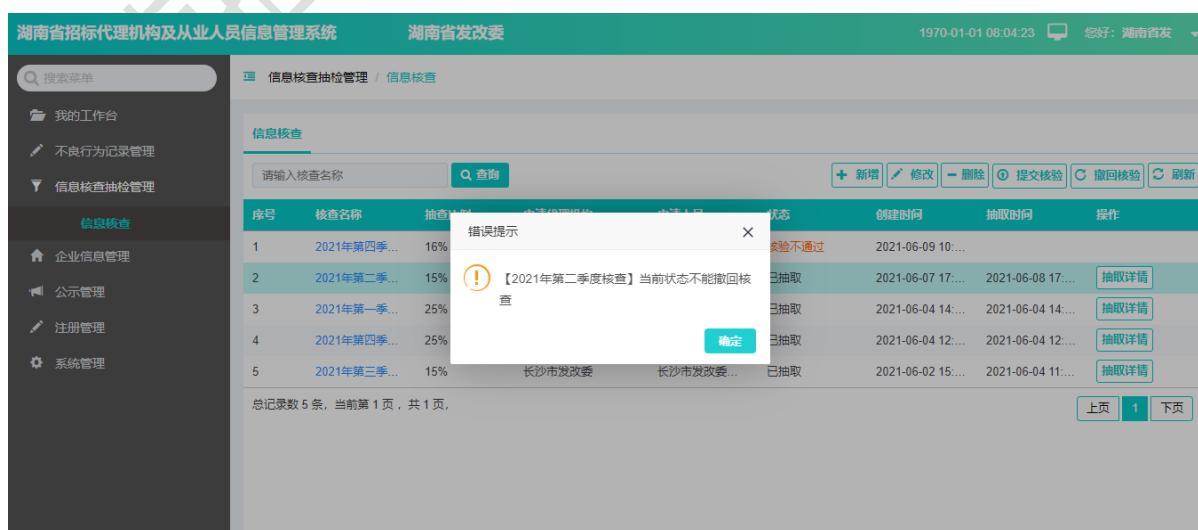 湖南省招标代理机构及从业人员信息管理系统 湖南省发改委 1970-01-01 08:04:23 您好：湖南省发
搜索菜单
信息核查抽检管理 / 信息核查
我的工作台
不良行为记录管理
信息核查抽检管理
信息核查
企业信息管理
公示管理
注册管理
系统管理
信息核查
请输入核查名称 查询 新增 修改 删除 提交核验 撤回核验 刷新
序号 核查名称 状态 创建时间 抽取时间 操作
1 2021年第四季... 16% 核验不通过 2021-06-09 10:...
2 2021年第二季... 15% 已抽取 2021-06-07 17:... 2021-06-08 17:... 抽取详情
3 2021年第一季... 25% 已抽取 2021-06-04 14:... 2021-06-04 14:... 抽取详情
4 2021年第四季... 25% 已抽取 2021-06-04 12:... 2021-06-04 12:... 抽取详情
5 2021年第三季... 15% 长沙市发改委 长沙市发改委... 已抽取 2021-06-02 15:... 2021-06-04 11:... 抽取详情
错误提示
【2021年第二季度核查】当前状态不能撤回核
查
确定
总记录数 5 条, 当前第 1 页 , 共 1 页,
上页 1 下页